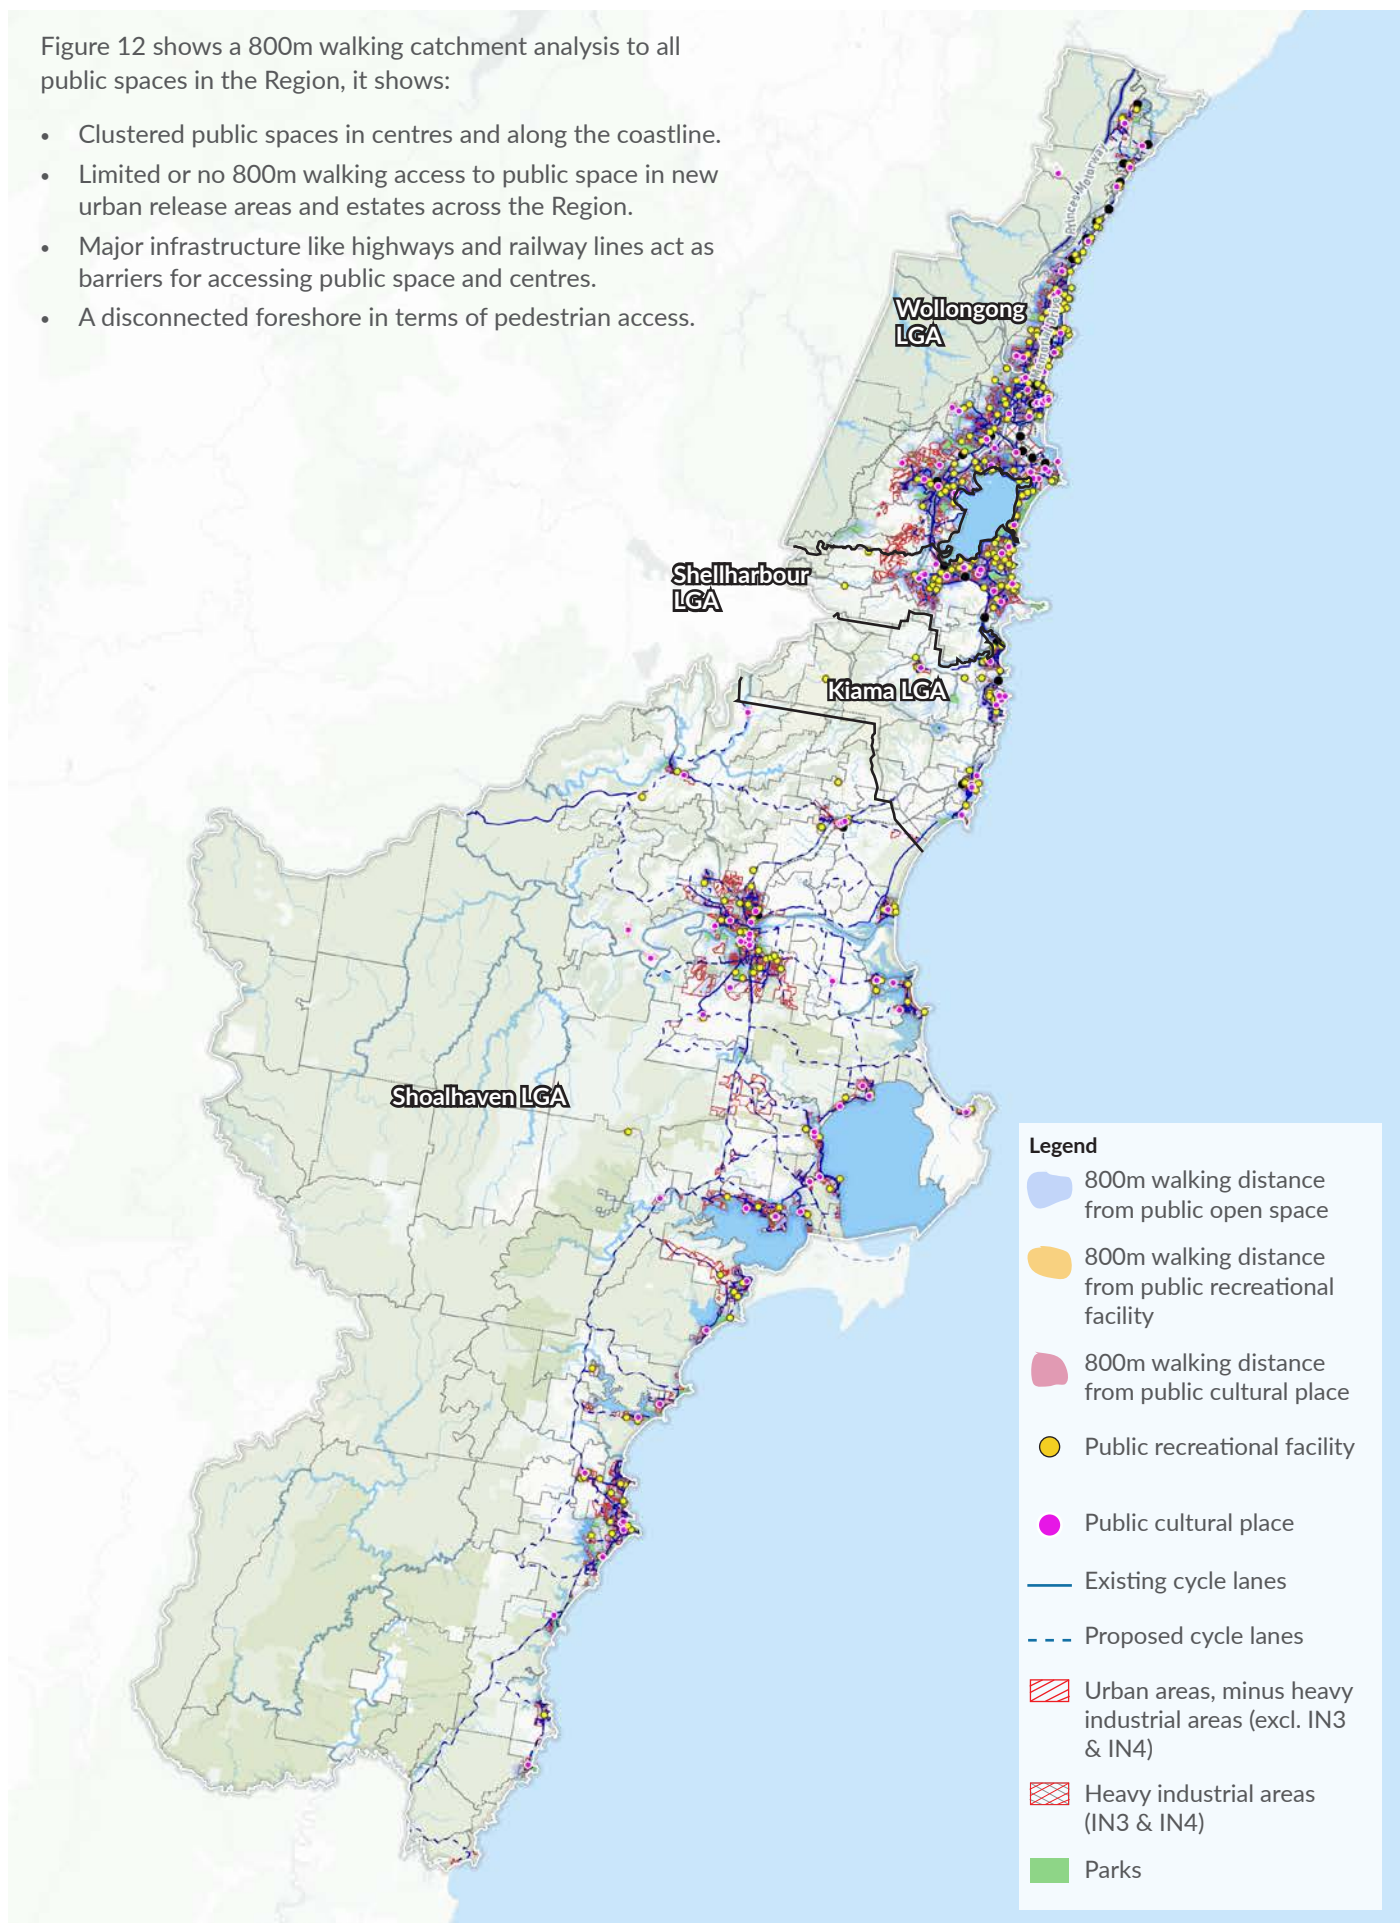 Figure 12 shows a 800m walking catchment analysis to all
public spaces in the Region, it shows:
• Clustered public spaces in centres and along the coastline.
• Limited or no 800m walking access to public space in new
urban release areas and estates across the Region.
• Major infrastructure like highways and railway lines act as
barriers for accessing public space and centres.
• A disconnected foreshore in terms of pedestrian access.
Princes Motorway
Wollongong
LGA
Memorial Drive
Shellharbour
LGA
Kiama LGA
Shoalhaven LGA
Legend
800m walking distance
from public open space
800m walking distance
from public recreational
facility
800m walking distance
from public cultural place
Public recreational facility
Public cultural place
Existing cycle lanes
Proposed cycle lanes
Urban areas, minus heavy
industrial areas (excl. IN3
& IN4)
Heavy industrial areas
(IN3 & IN4)
Parks